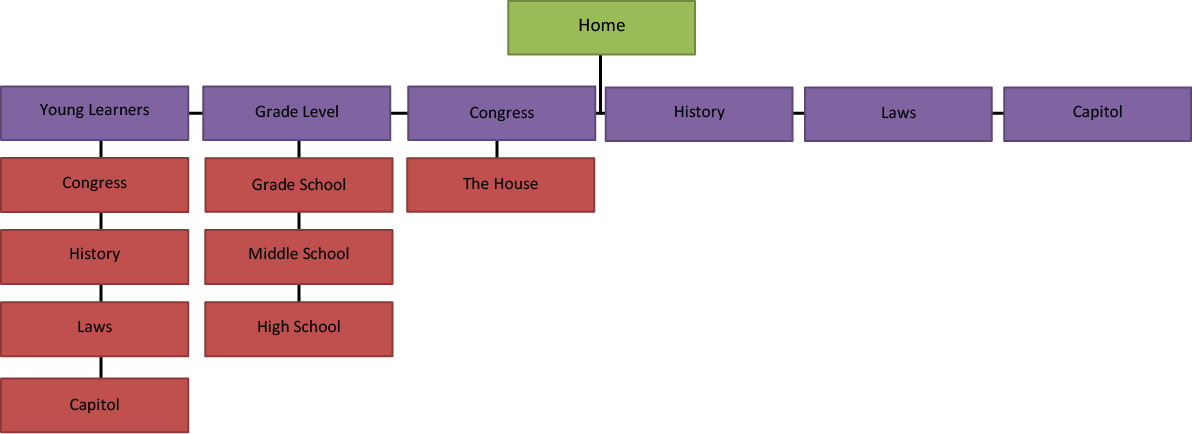 Home
Young Learners
Grade Level
Congress
History
Laws
Capitol
Congress
Grade School
The House
History
Middle School
Laws
High School
Capitol